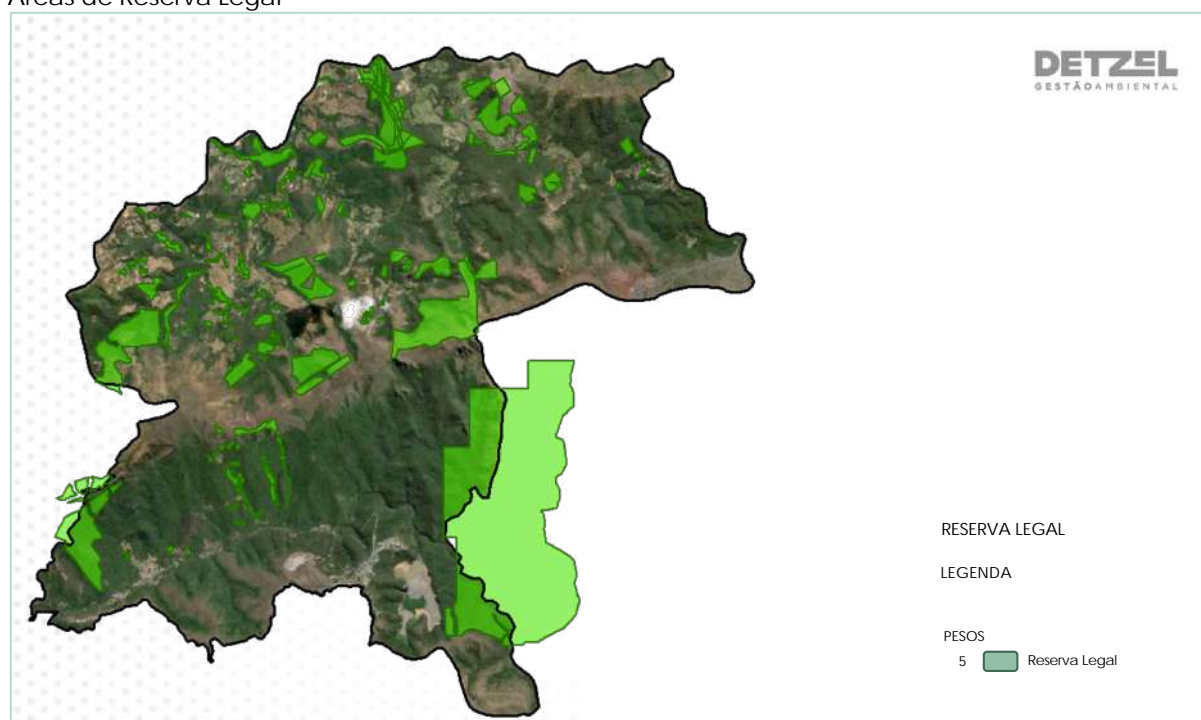 Áreas de Reserva Legal
DETZEL
GESTÃOAMBIENTAL
RESERVA LEGAL
LEGENDA
PESOS
5 Reserva Legal